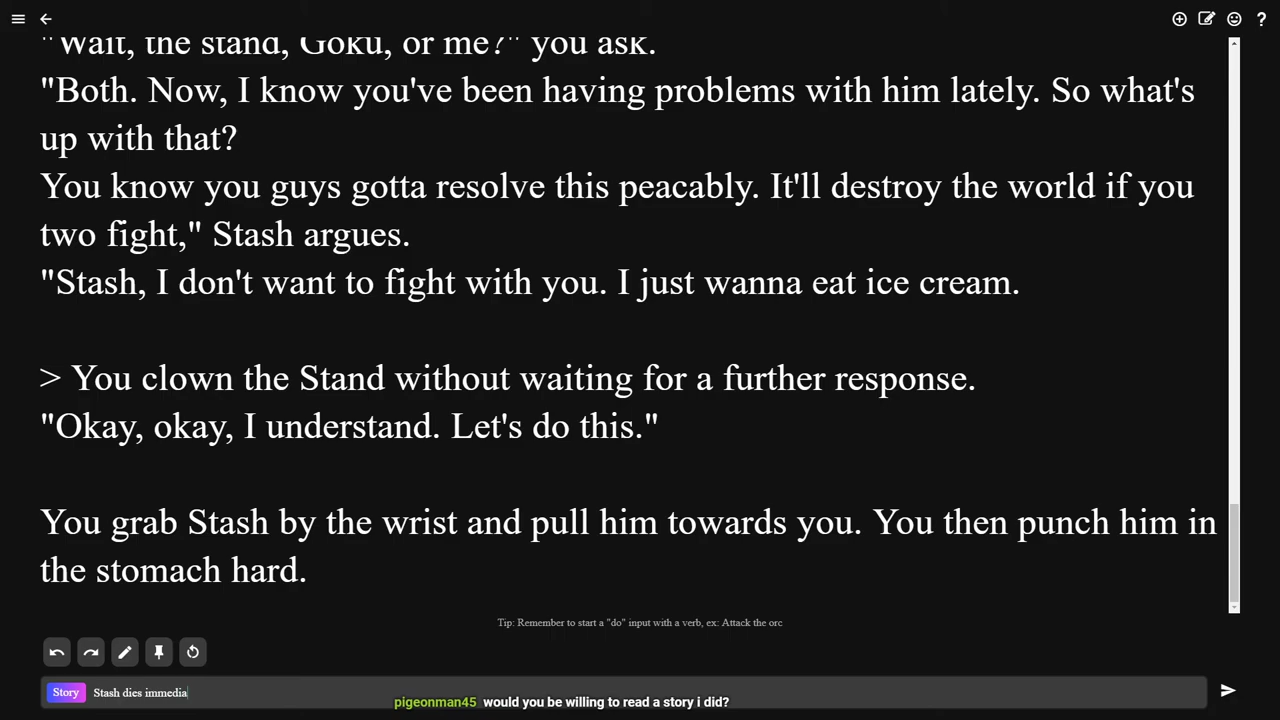 "Wait, the stand, Goku, or me?" you ask.
"Both. Now, I know you've been having problems with him lately. So what's
up with that?
You know you guys gotta resolve this peacably. It'll destroy the world if you
two fight," Stash argues.
"Stash, I don't want to fight with you. I just wanna eat ice cream.
> You clown the Stand without waiting for a further response.
"Okay, okay, I understand. Let's do this."
You grab Stash by the wrist and pull him towards you. You then punch him in
the stomach hard.
Tip: Remember to start a "do" input with a verb, ex: Attack the orc
Story Stash dies immedia
pigeonman45 would you be willing to read a story i did?